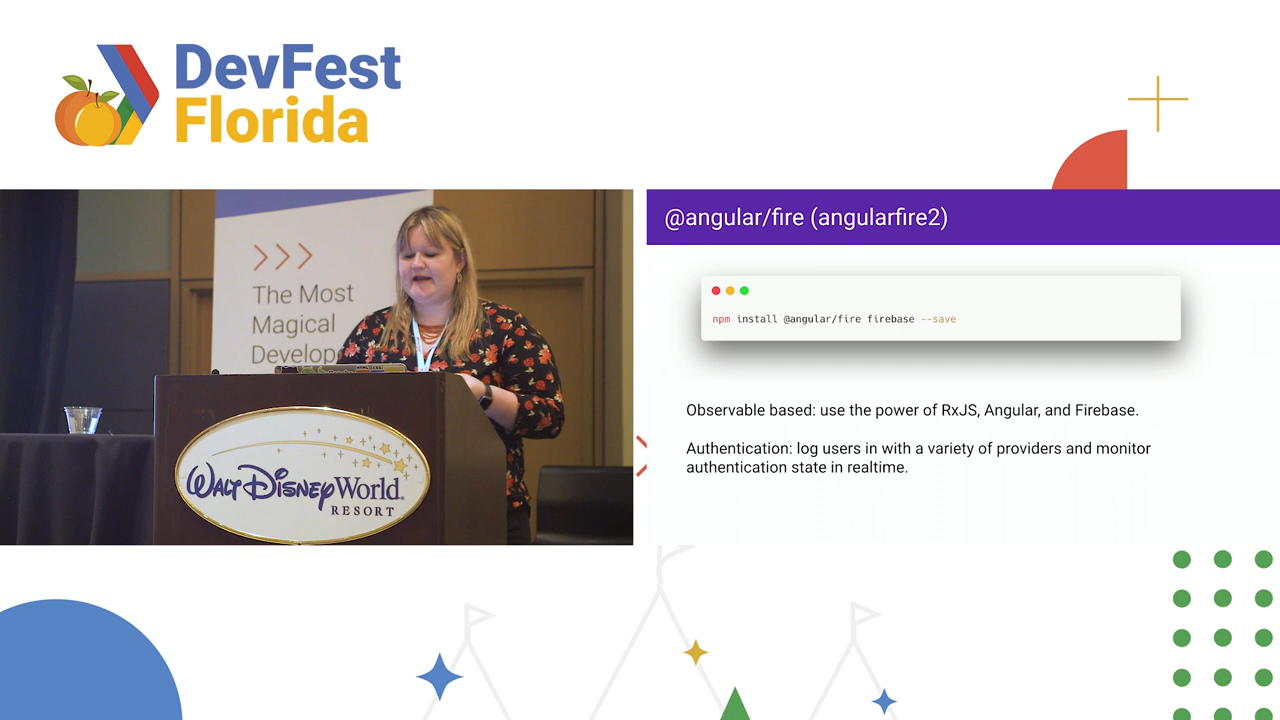 DevFest
Florida
The Most
Magical
Develop
WALT DISNEY World
RESORT
@angular/fire (angularfire2)
npm install @angular/fire firebase --save
Observable based: use the power of RxJS, Angular, and Firebase.
Authentication: log users in with a variety of providers and monitor
authentication state in realtime.